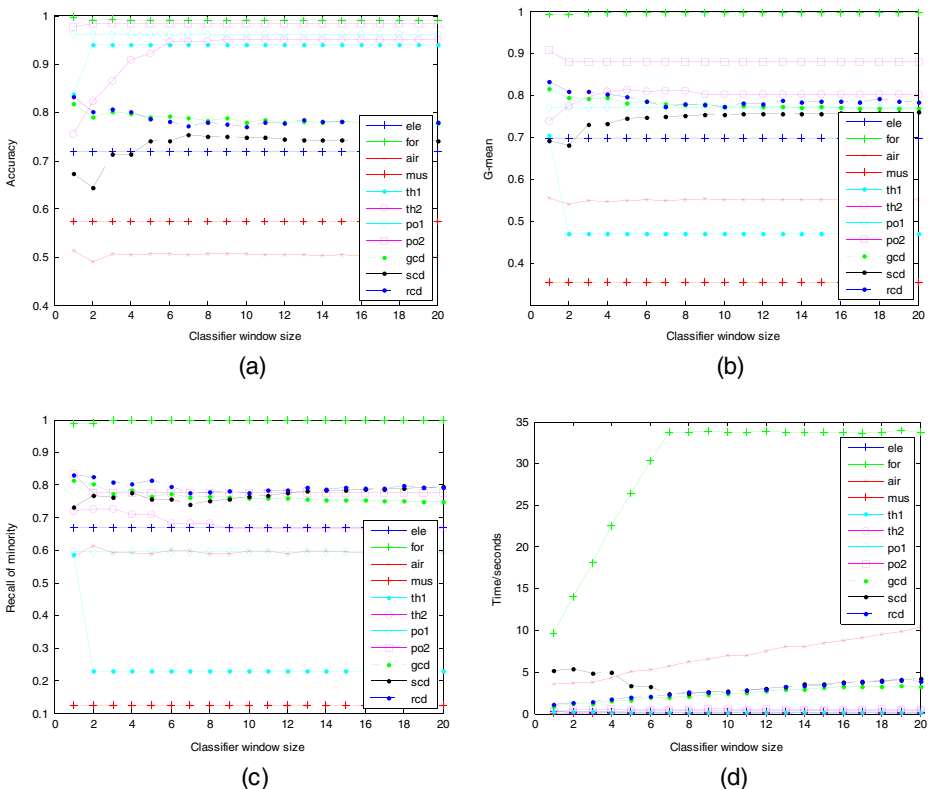 1
0.9
0.8
0.7
0.6
0.5
0.4
Accuracy
0 2 4 6 8 10 12 14 16 18 20
Classifier window size
ele
for
air
mus
th1
th2
po1
po2
gcd
scd
rcd
(a)
1
0.9
0.8
0.7
0.6
0.5
0.4
G-mean
0 2 4 6 8 10 12 14 16 18 20
Classifier window size
ele
for
air
mus
th1
th2
po1
po2
gcd
scd
rcd
(b)
1
0.9
0.8
0.7
0.6
0.5
0.4
0.3
0.2
0.1
Recall of minority
0 2 4 6 8 10 12 14 16 18 20
Classifier window size
ele
for
air
mus
th1
th2
po1
po2
gcd
scd
rcd
(c)
35
30
25
20
15
10
5
0
Time/seconds
0 2 4 6 8 10 12 14 16 18 20
Classifier window size
ele
for
air
mus
th1
th2
po1
po2
gcd
scd
rcd
(d)